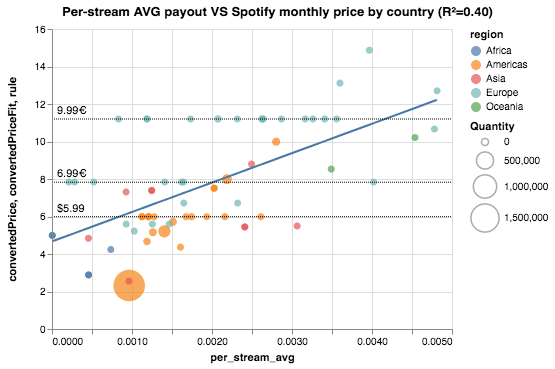 Per-stream AVG payout VS Spotify monthly price by country (R²=0.40)
convertedPrice, convertedPriceFit, rule
16
14
12
10
8
6
4
2
0
9.99€
6.99€
$5.99
0.0000
0.0010
0.0020
0.0030
0.0040
0.0050
per_stream_avg
region
Africa
Americas
Asia
Europe
Oceania
Quantity
0
500,000
1,000,000
1,500,000